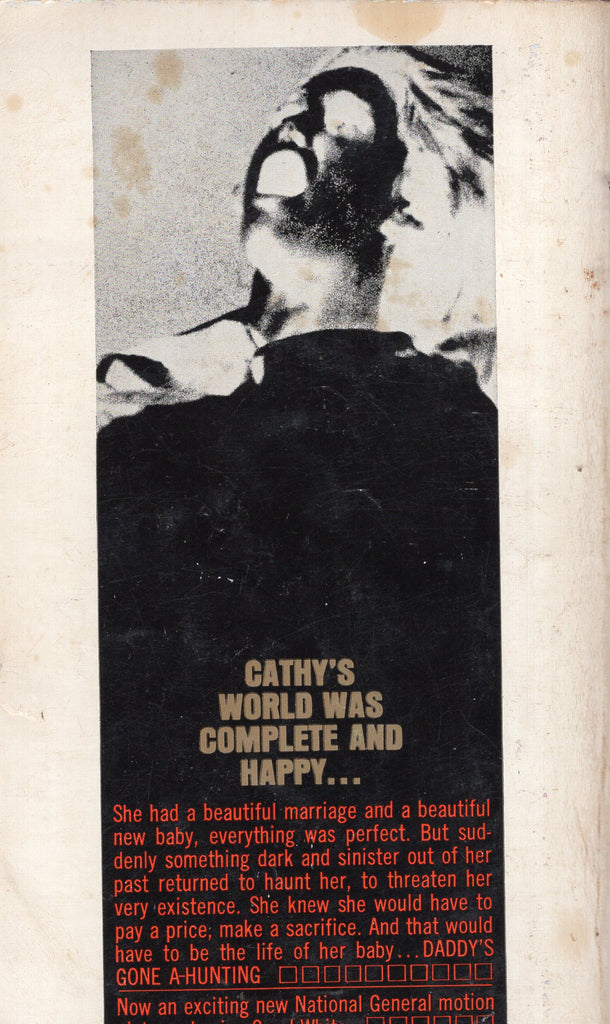 CATHY'S
WORLD WAS
COMPLETE AND
HAPPY...
She had a beautiful marriage and a beautiful
new baby, everything was perfect. But sud-
denly something dark and sinister out of her
past returned to haunt her, to threaten her
very existence. She knew she would have to
pay a price; make a sacrifice. And that would
have to be the life of her baby...DADDY'S
GONE A-HUNTING
Now an exciting new National General motion